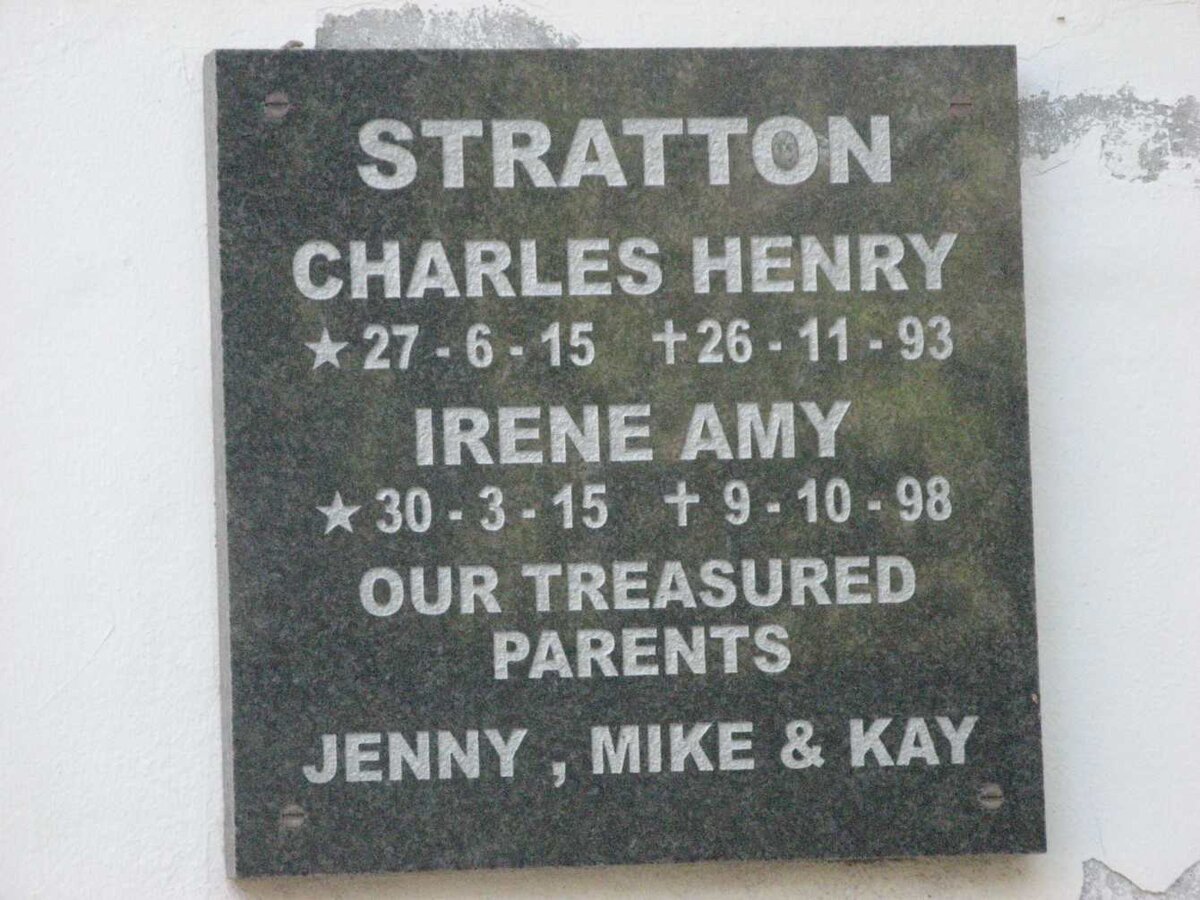 STRATTON
CHARLES HENRY
★ 27 - 6 - 15 ✝ 26 - 11 - 93
IRENE AMY
★ 30 - 3 - 15 ✝ 9 - 10 - 98
OUR TREASURED
PARENTS
JENNY , MIKE & KAY